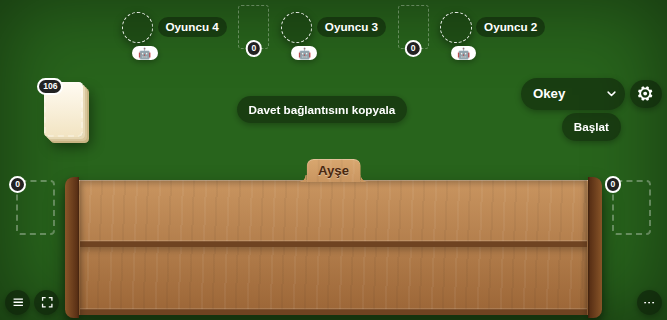 Oyuncu 4
Oyuncu 3
Oyuncu 2
0
0
106
Davet bağlantısını kopyala
Okey
Başlat
Ayşe
0
0